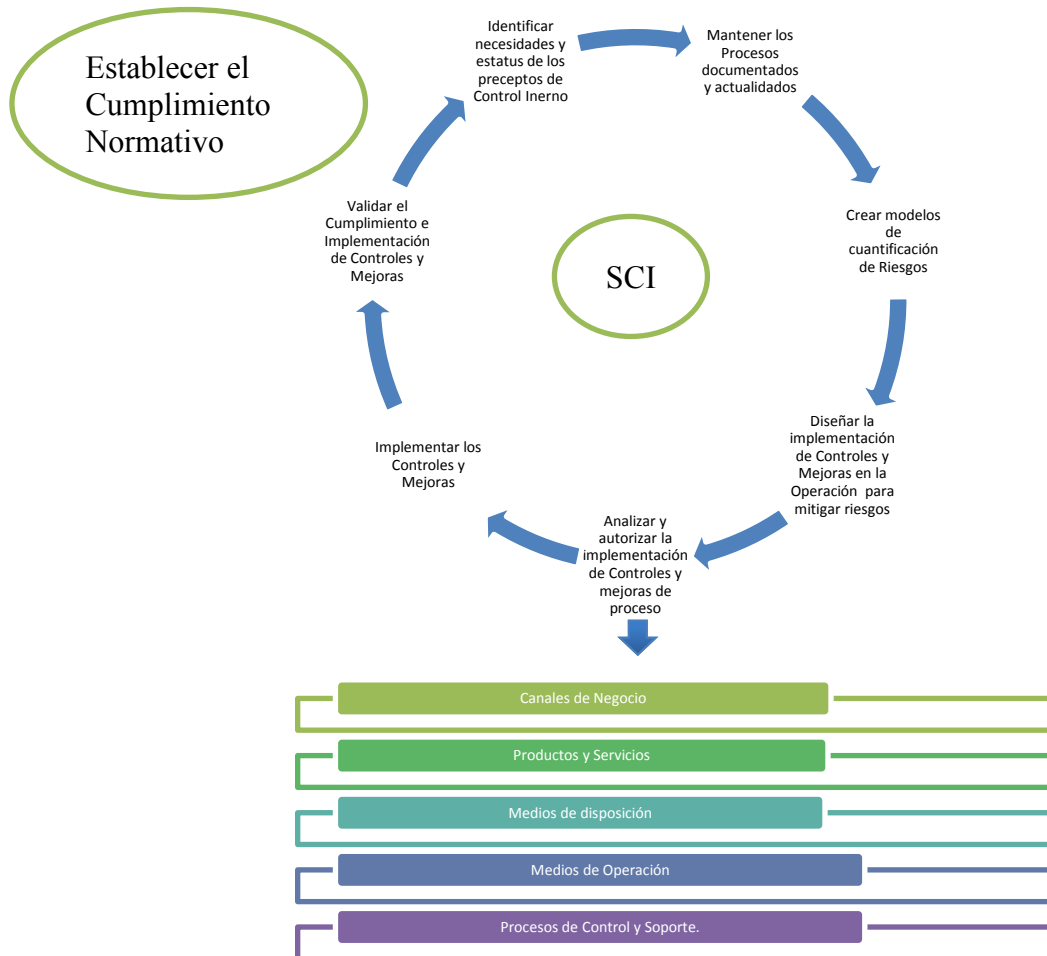 Establecer el
Cumplimiento
Normativo
Identificar
necesidades y
estatus de los
preceptos de
Control Inerno
Mantener los
Procesos
documentados
y actualidados
Crear modelos
de
cuantificación
de Riesgos
Diseñar la
implementación
de Controles y
Mejoras en la
Operación para
mitigar riesgos
Analizar y
autorizar la
implementación
de Controles y
mejoras de
proceso
Implementar los
Controles y
Mejoras
Validar el
Cumplimiento e
Implementación
de Controles y
Mejoras
SCI
Canales de Negocio
Productos y Servicios
Medios de disposición
Medios de Operación
Procesos de Control y Soporte.